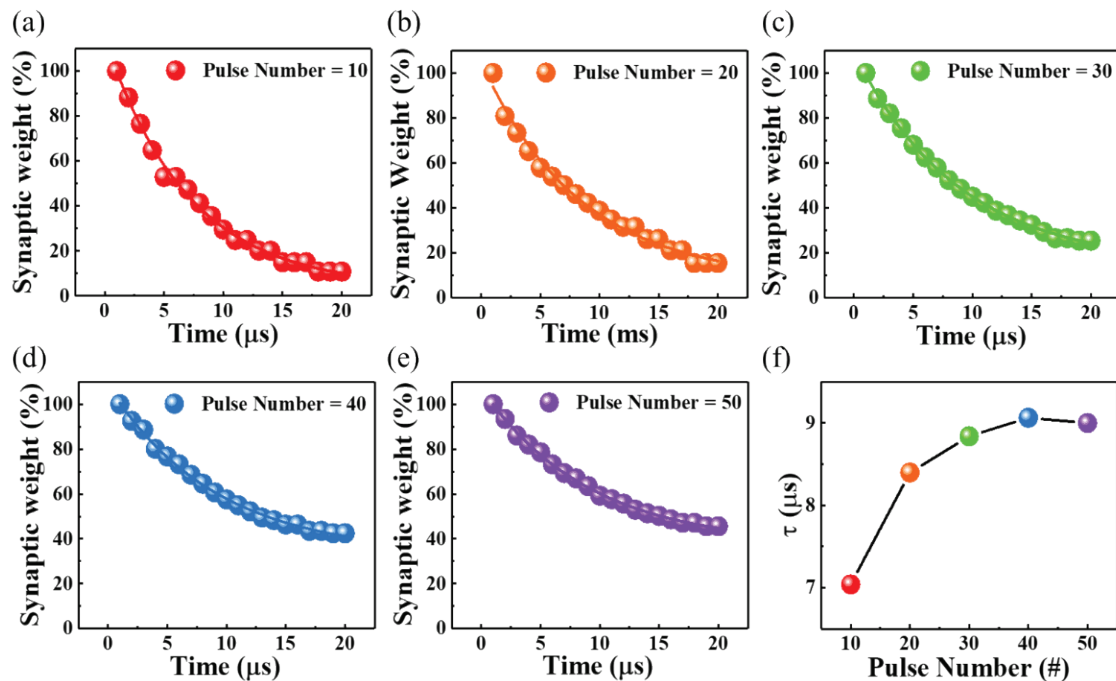 (a)
Pulse Number = 10
Synaptic weight (%)
100
80
60
40
20
0
0 5 10 15 20
Time (μs)
(b)
Pulse Number = 20
Synaptic Weight (%)
100
80
60
40
20
0
0 5 10 15 20
Time (ms)
(c)
Pulse Number = 30
Synaptic weight (%)
100
80
60
40
20
0
0 5 10 15 20
Time (μs)
(d)
Pulse Number = 40
Synaptic weight (%)
100
80
60
40
20
0
0 5 10 15 20
Time (μs)
(e)
Pulse Number = 50
Synaptic weight (%)
100
80
60
40
20
0
0 5 10 15 20
Time (μs)
(f)
τ (μs)
9
8
7
10 20 30 40 50
Pulse Number (#)